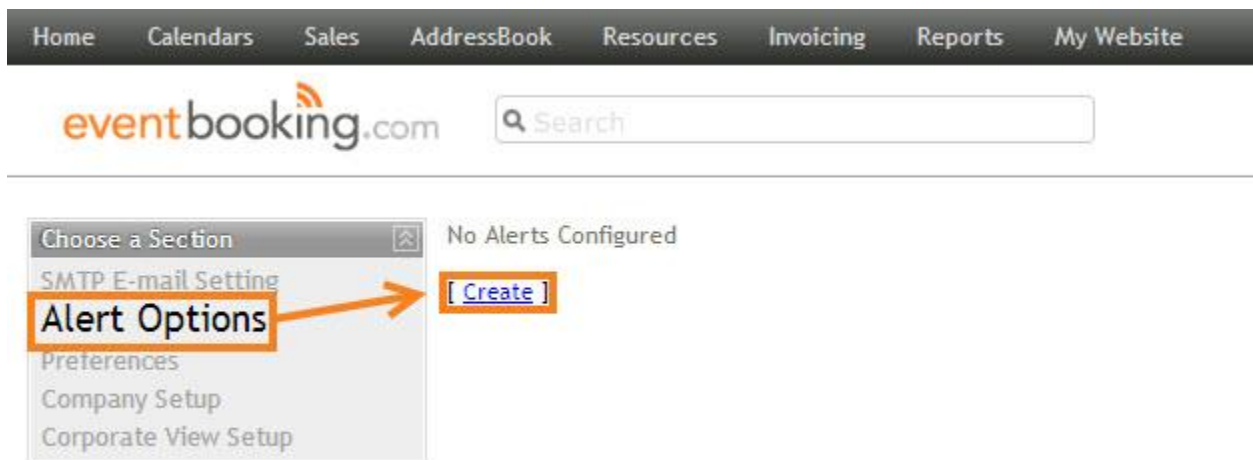 Home Calendars Sales AddressBook Resources Invoicing Reports My Website
eventbooking.com
Search
Choose a Section
SMTP E-mail Setting
Alert Options
Preferences
Company Setup
Corporate View Setup
No Alerts Configured
[ Create ]